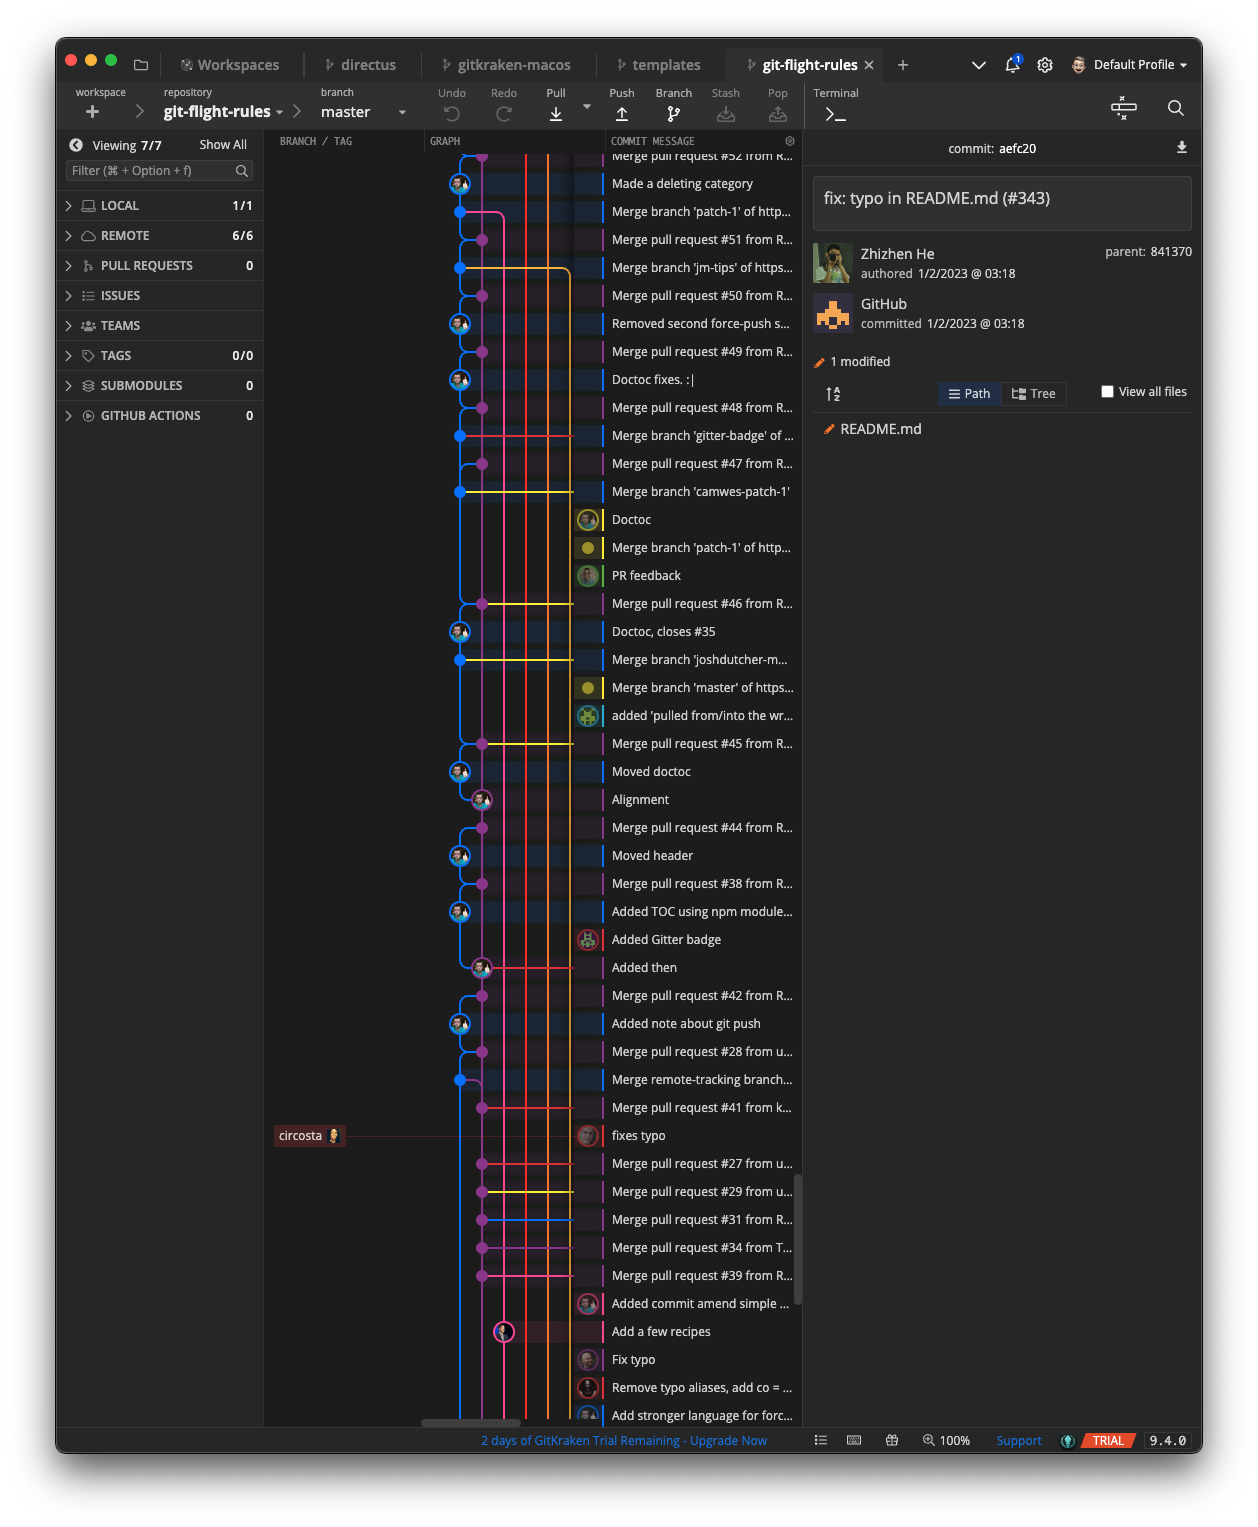 Workspaces
directus
gitkraken-macos
templates
git-flight-rules
1
Default Profile
workspace
repository
git-flight-rules
branch
master
Undo
Redo
Pull
Push
Branch
Stash
Pop
Terminal
Viewing 7/7
Show All
Filter (⌘ + Option + f)
LOCAL 1/1
REMOTE 6/6
PULL REQUESTS 0
ISSUES
TEAMS
TAGS 0/0
SUBMODULES 0
GITHUB ACTIONS 0
BRANCH / TAG
GRAPH
COMMIT MESSAGE
Merge pull request #52 from R...
Made a deleting category
Merge branch 'patch-1' of http...
Merge pull request #51 from R...
Merge branch 'jm-tips' of https...
Merge pull request #50 from R...
Removed second force-push s...
Merge pull request #49 from R...
Doctoc fixes. :|
Merge pull request #48 from R...
Merge branch 'gitter-badge' of ...
Merge pull request #47 from R...
Merge branch 'camwes-patch-1'
Doctoc
Merge branch 'patch-1' of http...
PR feedback
Merge pull request #46 from R...
Doctoc, closes #35
Merge branch 'joshdutcher-m...
Merge branch 'master' of https...
added 'pulled from/into the wr...
Merge pull request #45 from R...
Moved doctoc
Alignment
Merge pull request #44 from R...
Moved header
Merge pull request #38 from R...
Added TOC using npm module...
Added Gitter badge
Added then
Merge pull request #42 from R...
Added note about git push
Merge pull request #28 from u...
Merge remote-tracking branch...
Merge pull request #41 from k...
circosta
fixes typo
Merge pull request #27 from u...
Merge pull request #29 from u...
Merge pull request #31 from R...
Merge pull request #34 from T...
Merge pull request #39 from R...
Added commit amend simple ...
Add a few recipes
Fix typo
Remove typo aliases, add co = ...
Add stronger language for forc...
commit: aefc20
fix: typo in README.md (#343)
Zhizhen He
authored 1/2/2023 @ 03:18
parent: 841370
GitHub
committed 1/2/2023 @ 03:18
1 modified
Path
Tree
View all files
README.md
2 days of GitKraken Trial Remaining - Upgrade Now
100%
Support
TRIAL
9.4.0